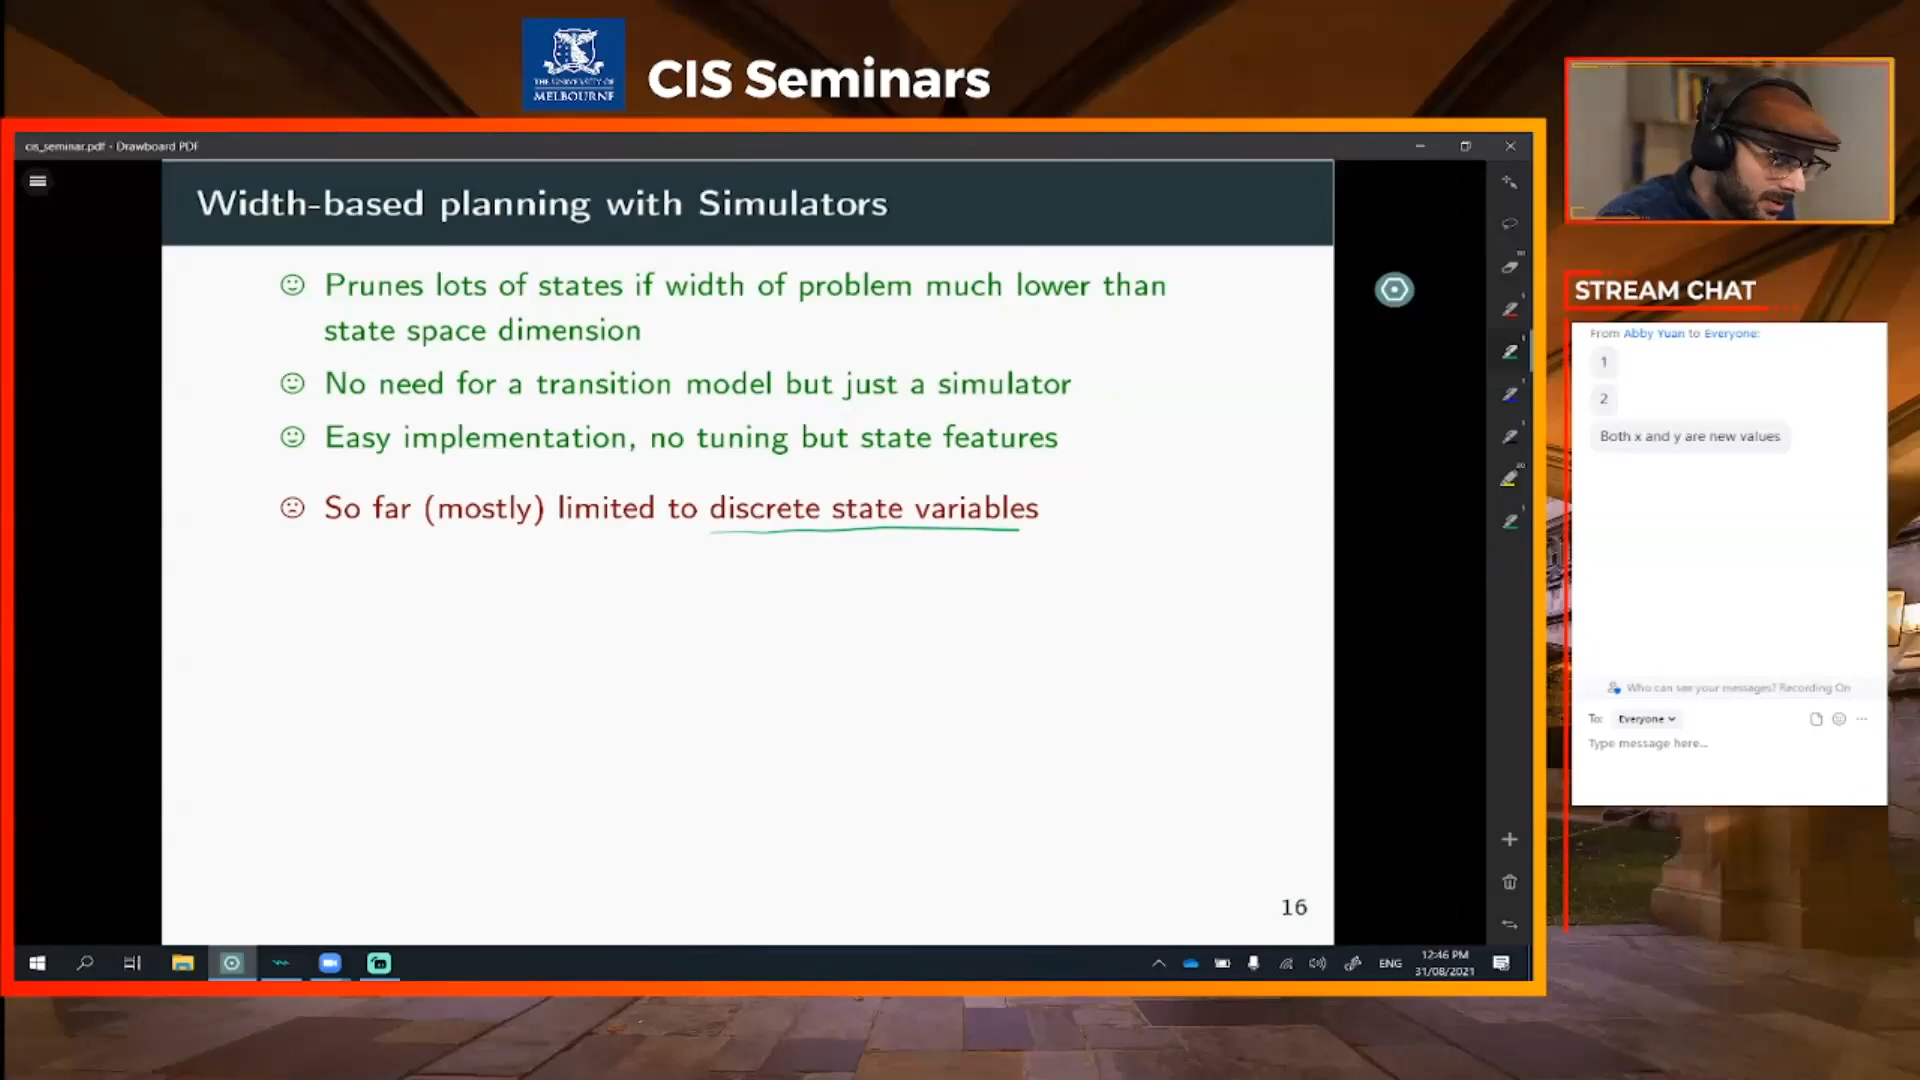 THE UNIVERSITY OF
MELBOURNE
CIS Seminars
cis_seminar.pdf - Drawboard PDF
Width-based planning with Simulators
Prunes lots of states if width of problem much lower than
state space dimension
No need for a transition model but just a simulator
Easy implementation, no tuning but state features
So far (mostly) limited to discrete state variables
16
STREAM CHAT
From Abby Yuan to Everyone:
1
2
Both x and y are new values
Who can see your messages? Recording On
To: Everyone
Type message here...
ENG
12:46 PM
31/08/2021